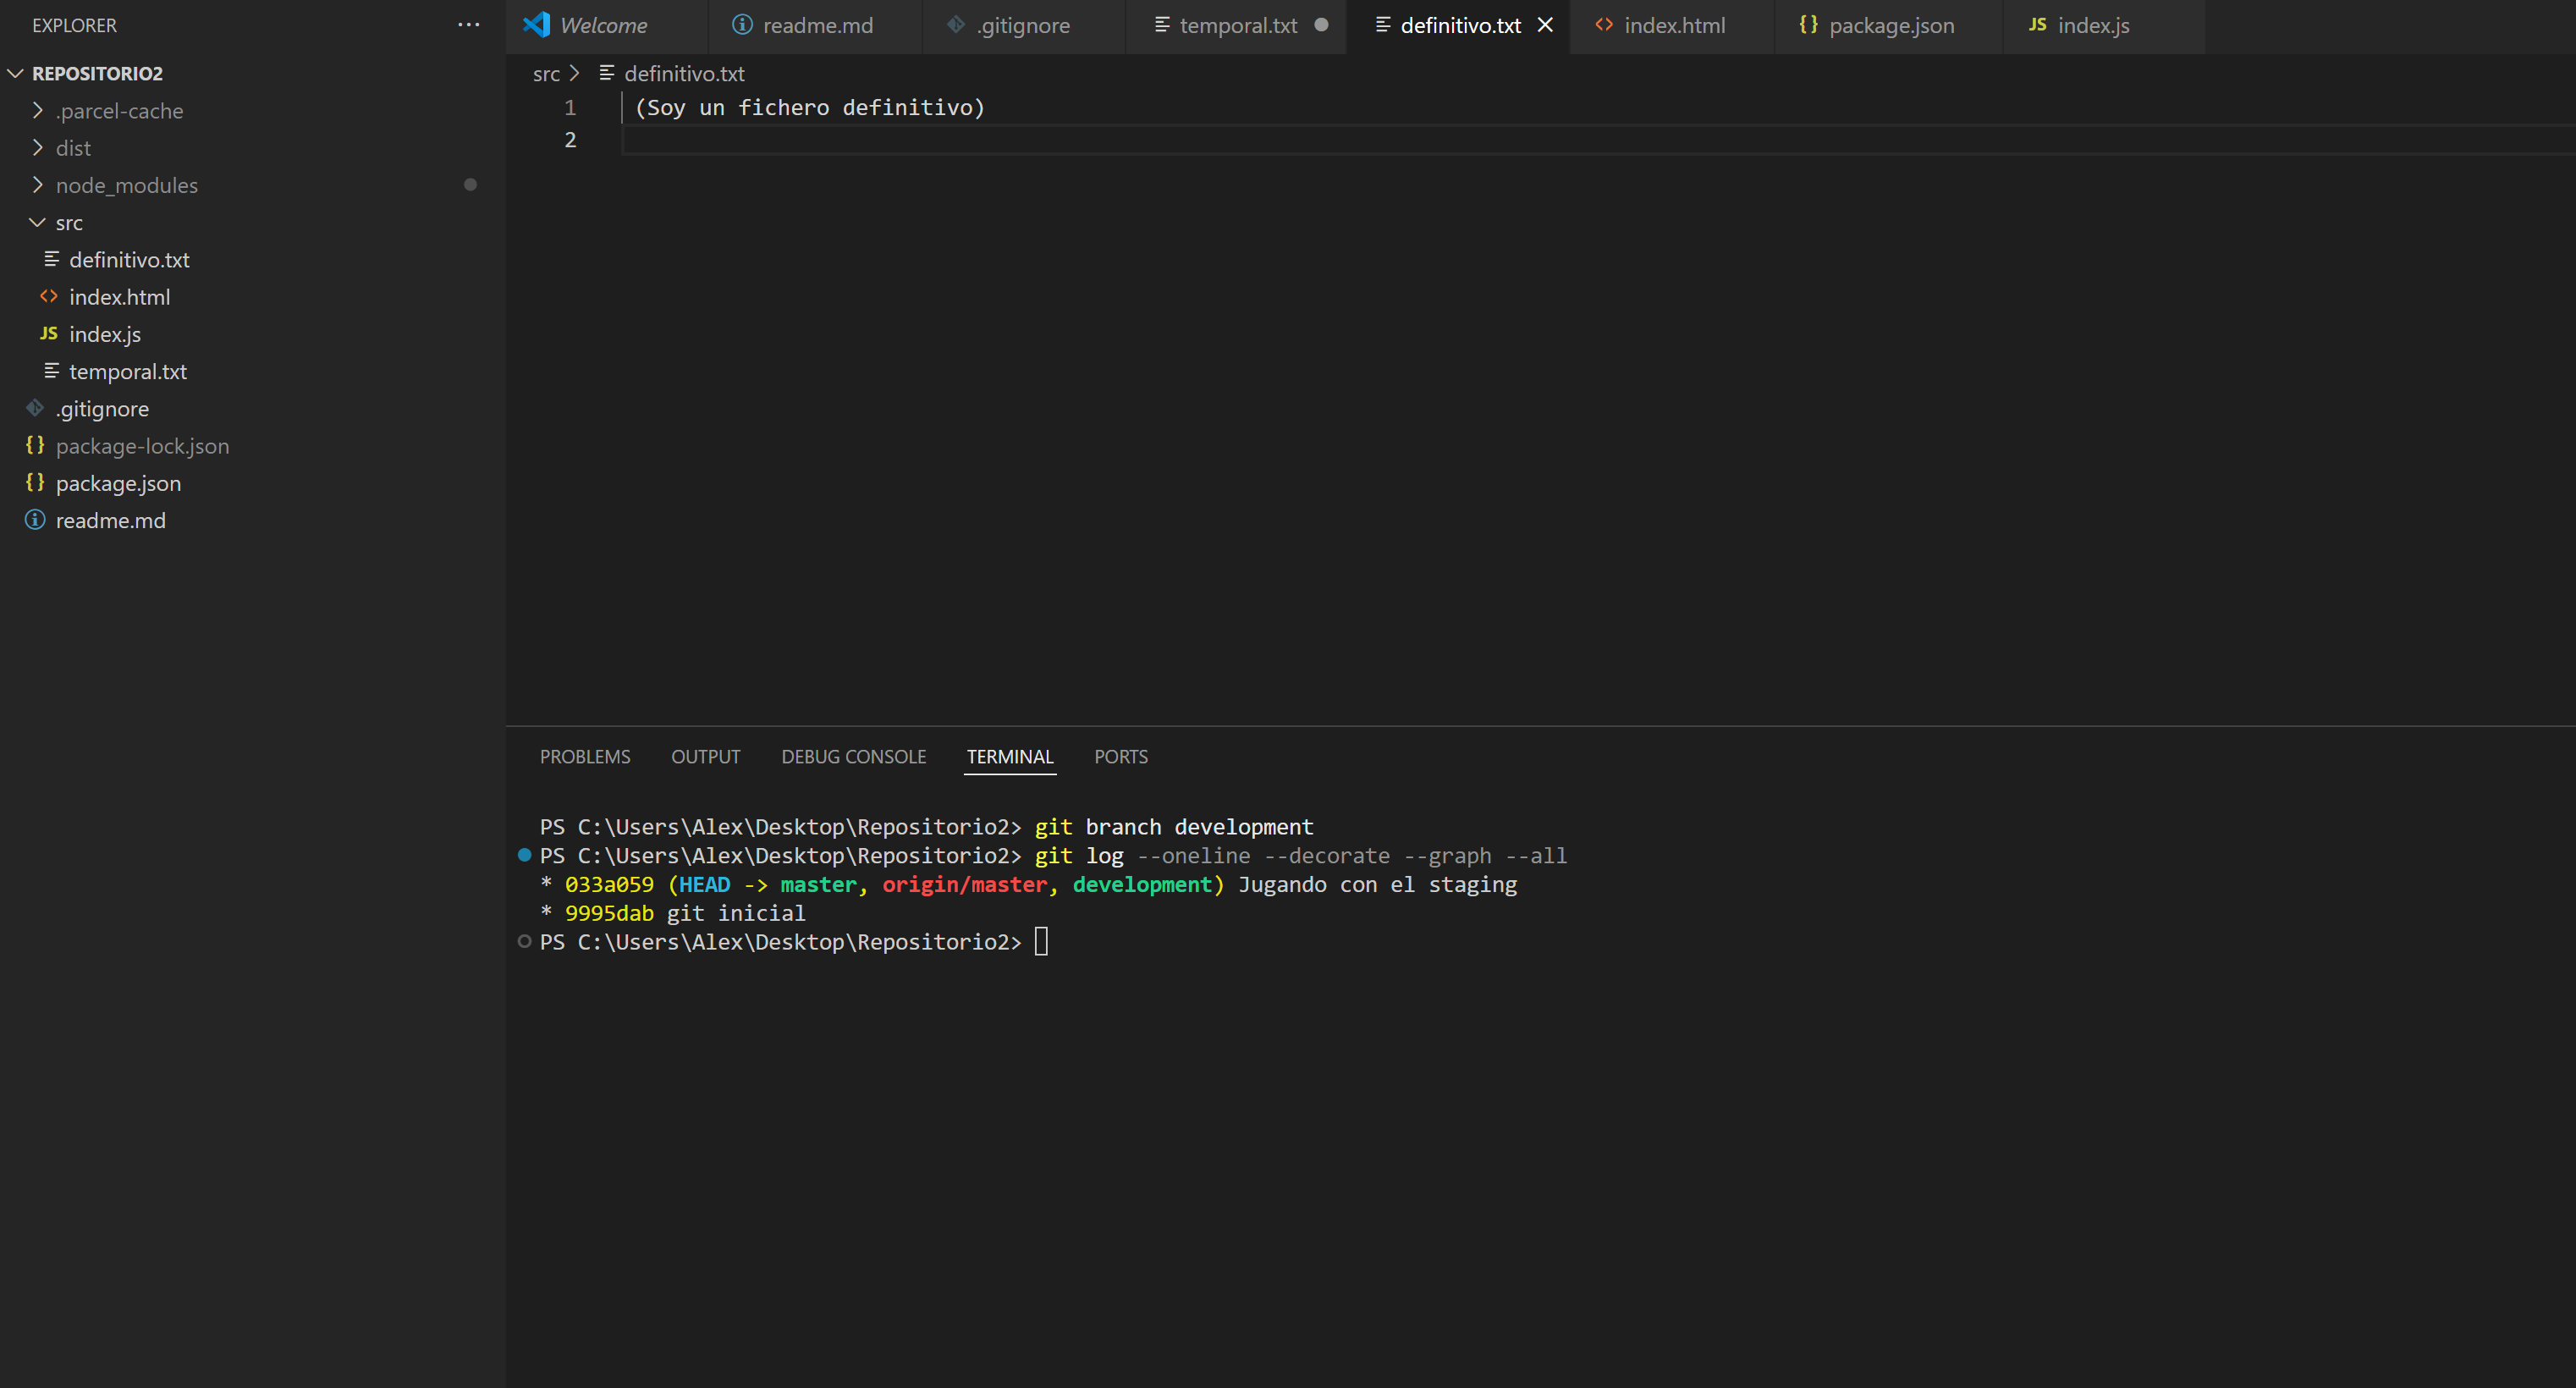 EXPLORER
REPOSITORIO2
.parcel-cache
dist
node_modules
src
definitivo.txt
index.html
JS index.js
temporal.txt
.gitignore
{} package-lock.json
{} package.json
readme.md
Welcome
readme.md
.gitignore
temporal.txt
definitivo.txt
index.html
{} package.json
JS index.js
src > definitivo.txt
1 (Soy un fichero definitivo)
2
PROBLEMS OUTPUT DEBUG CONSOLE TERMINAL PORTS
PS C:\Users\Alex\Desktop\Repositorio2> git branch development
PS C:\Users\Alex\Desktop\Repositorio2> git log --oneline --decorate --graph --all
* 033a059 (HEAD -> master, origin/master, development) Jugando con el staging
* 9995dab git inicial
PS C:\Users\Alex\Desktop\Repositorio2>